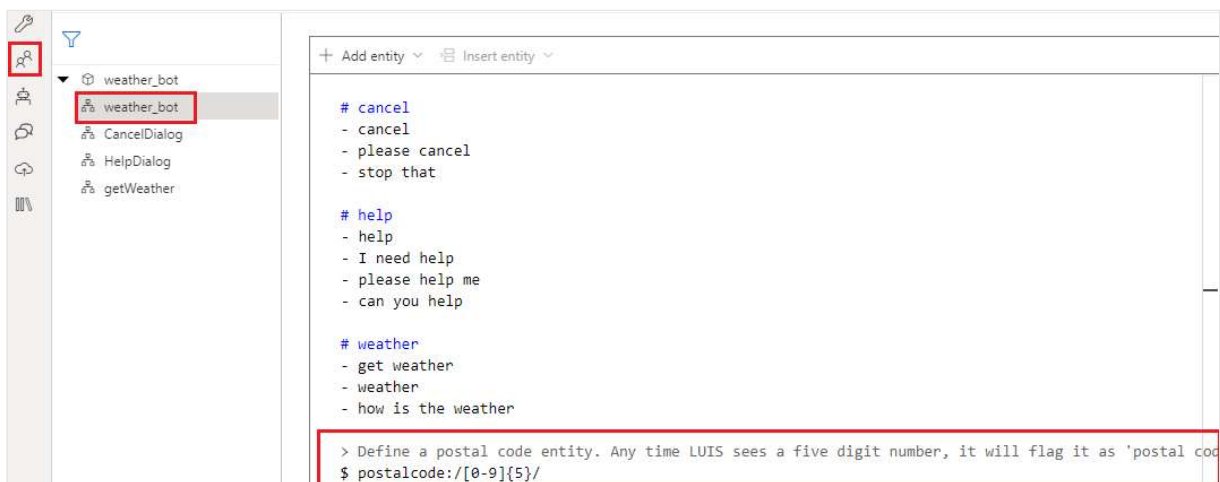 Add entity Insert entity
weather_bot
weather_bot
CancelDialog
HelpDialog
getWeather
# cancel
- cancel
- please cancel
- stop that
# help
- help
- I need help
- please help me
- can you help
# weather
- get weather
- weather
- how is the weather
> Define a postal code entity. Any time LUIS sees a five digit number, it will flag it as 'postal cod
$ postalcode:/[0-9]{5}/